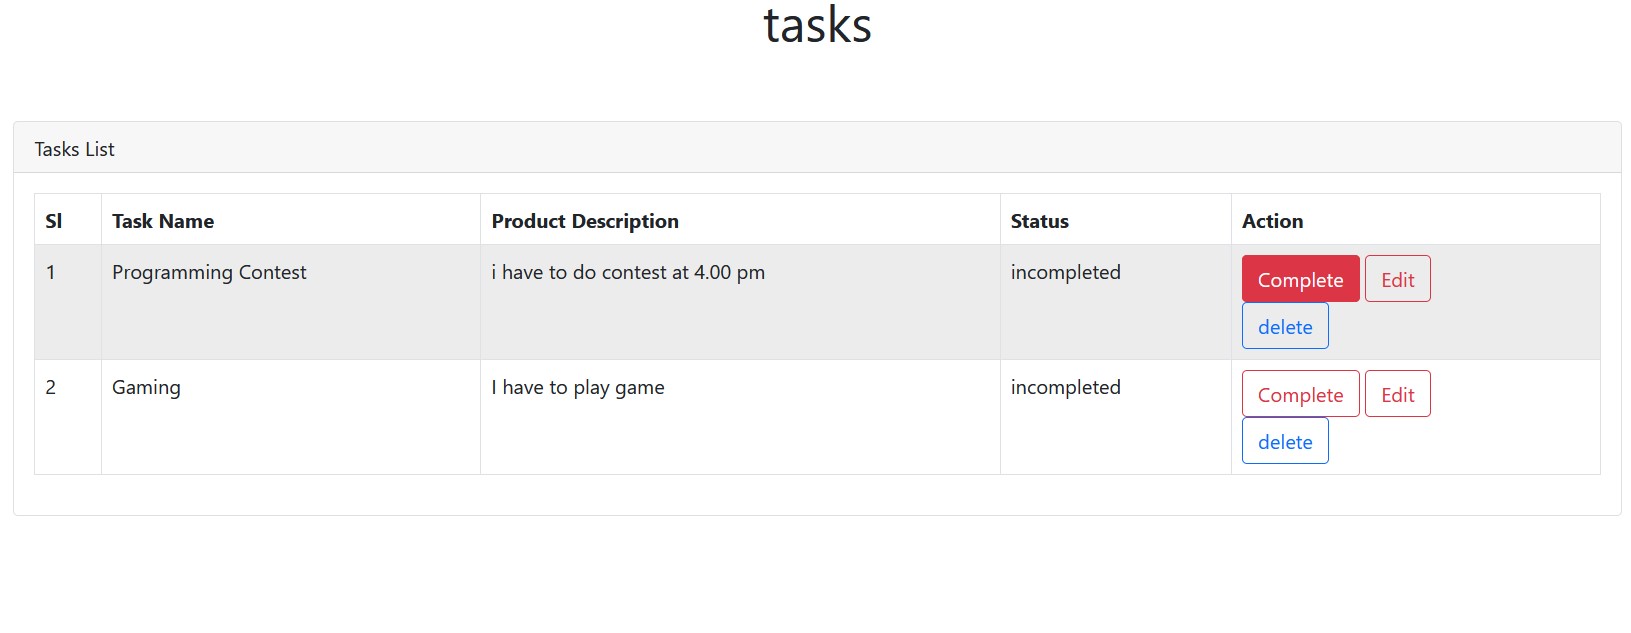 tasks
Tasks List
Sl Task Name Product Description Status Action
1 Programming Contest i have to do contest at 4.00 pm incompleted Complete Edit
delete
2 Gaming I have to play game incompleted Complete Edit
delete